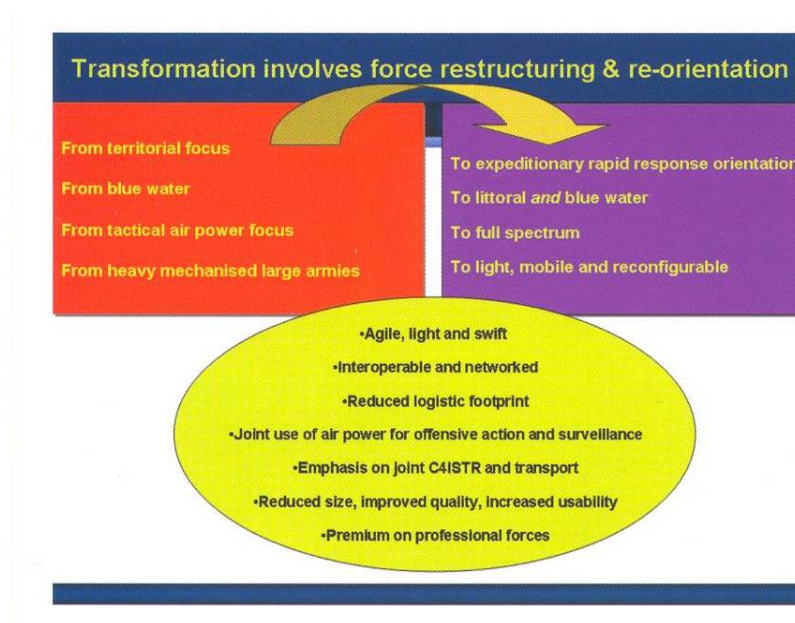 Transformation involves force restructuring & re-orientation
From territorial focus
From blue water
From tactical air power focus
From heavy mechanised large armies
To expeditionary rapid response orientation
To littoral and blue water
To full spectrum
To light, mobile and reconfigurable
•Agile, light and swift
•Interoperable and networked
•Reduced logistic footprint
•Joint use of air power for offensive action and surveillance
•Emphasis on joint C4ISTR and transport
•Reduced size, improved quality, increased usability
•Premium on professional forces